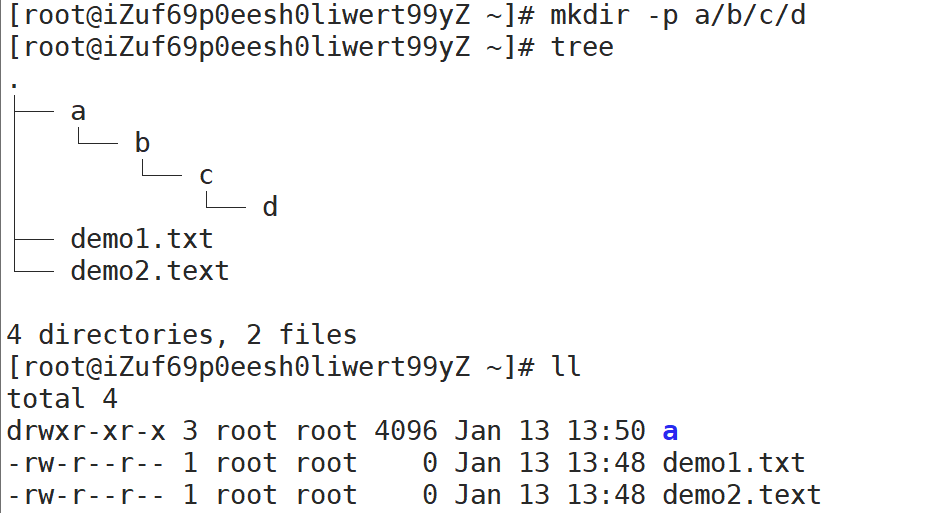 [root@iZuf69p0eesh0liwert99yZ ~]# mkdir -p a/b/c/d
[root@iZuf69p0eesh0liwert99yZ ~]# tree
.
├── a
│   └── b
│       └── c
│           └── d
├── demo1.txt
└── demo2.text

4 directories, 2 files
[root@iZuf69p0eesh0liwert99yZ ~]# ll
total 4
drwxr-xr-x 3 root root 4096 Jan 13 13:50 a
-rw-r--r-- 1 root root    0 Jan 13 13:48 demo1.txt
-rw-r--r-- 1 root root    0 Jan 13 13:48 demo2.text